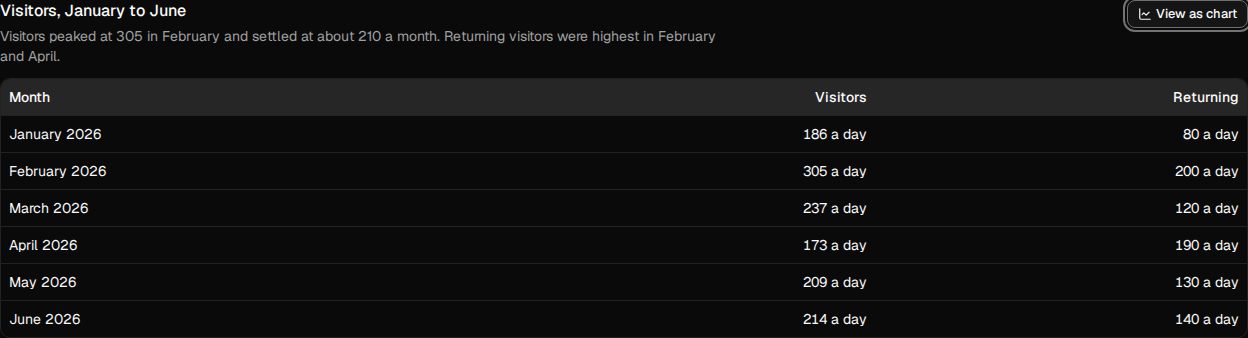 Visitors, January to June
View as chart
Visitors peaked at 305 in February and settled at about 210 a month. Returning visitors were highest in February
and April.
Month Visitors Returning
January 2026 186 a day 80 a day
February 2026 305 a day 200 a day
March 2026 237 a day 120 a day
April 2026 173 a day 190 a day
May 2026 209 a day 130 a day
June 2026 214 a day 140 a day